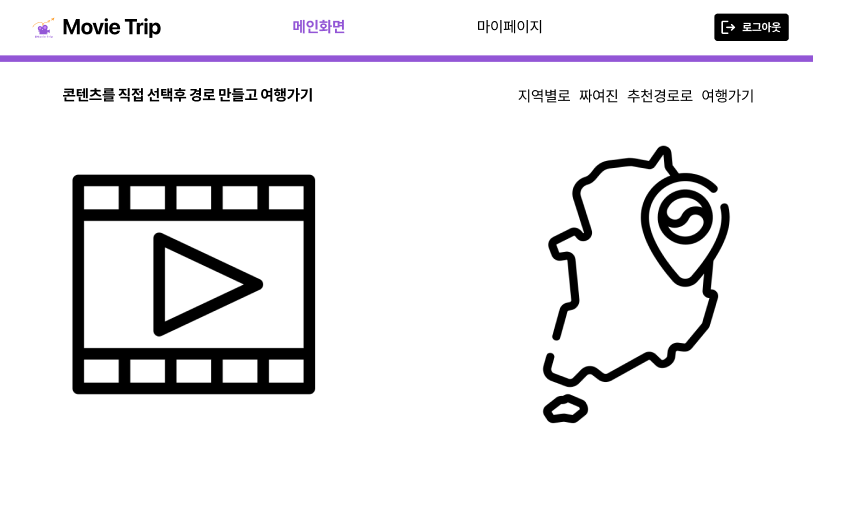 Movie Trip
메인화면
마이페이지
로그아웃
콘텐츠를 직접 선택후 경로 만들고 여행가기
지역별로 짜여진 추천경로로 여행가기